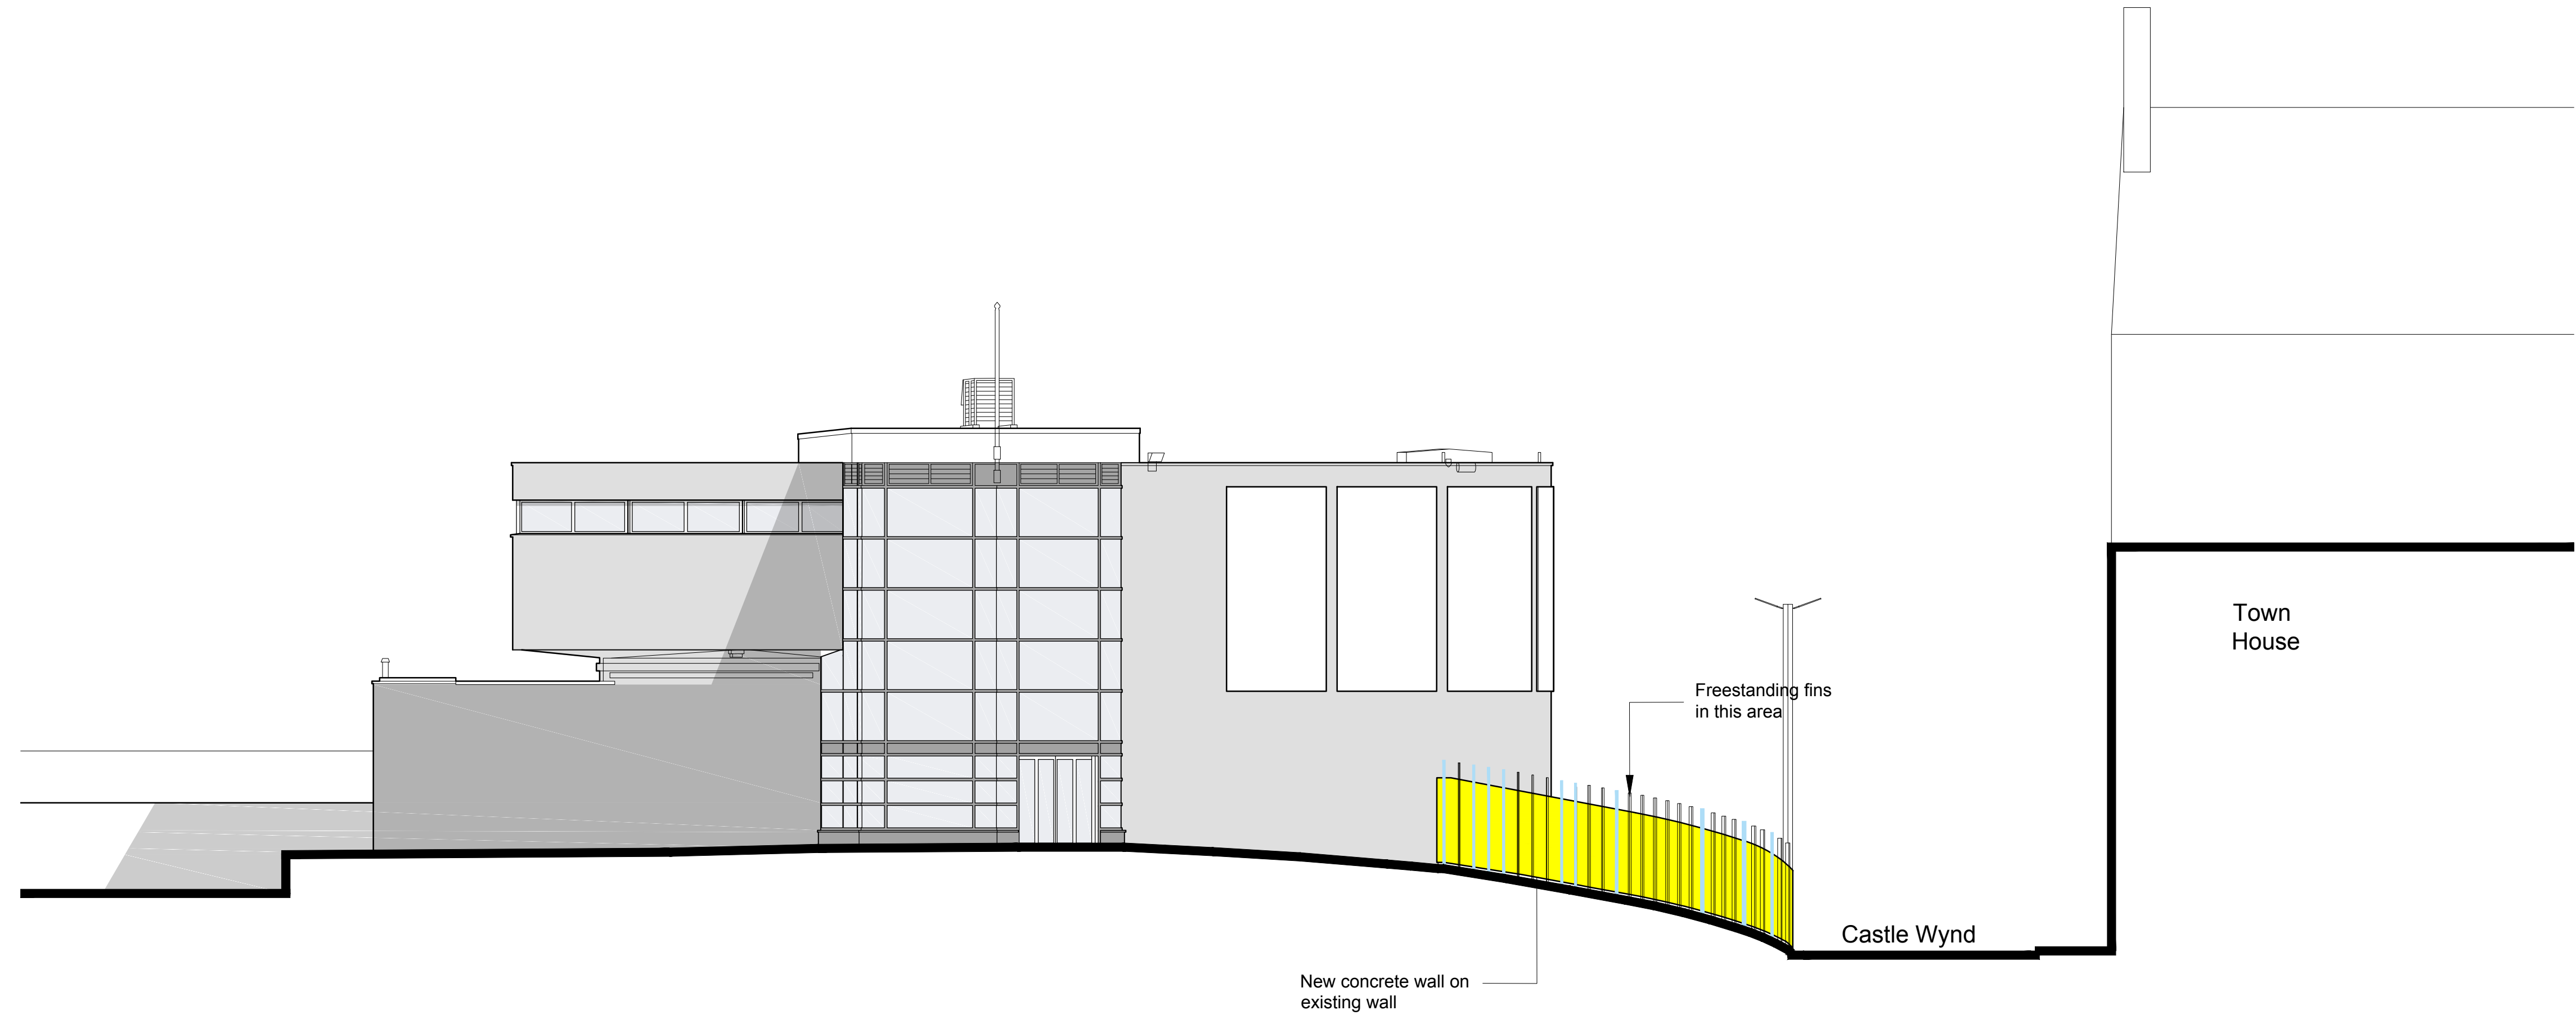 Town
House
Freestanding fins
in this area
Castle Wynd
New concrete wall on
existing wall